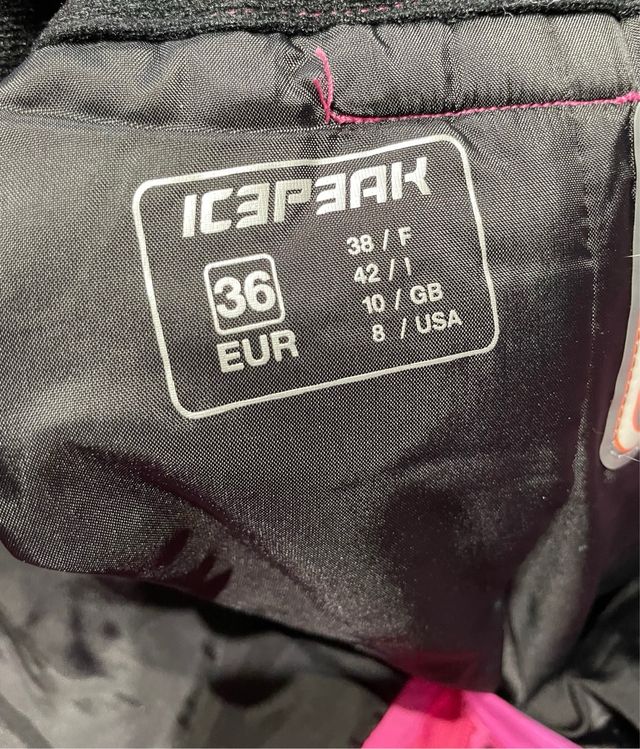 ICEPEAK
36
EUR
38 / F
42 / I
10 / GB
8 / USA